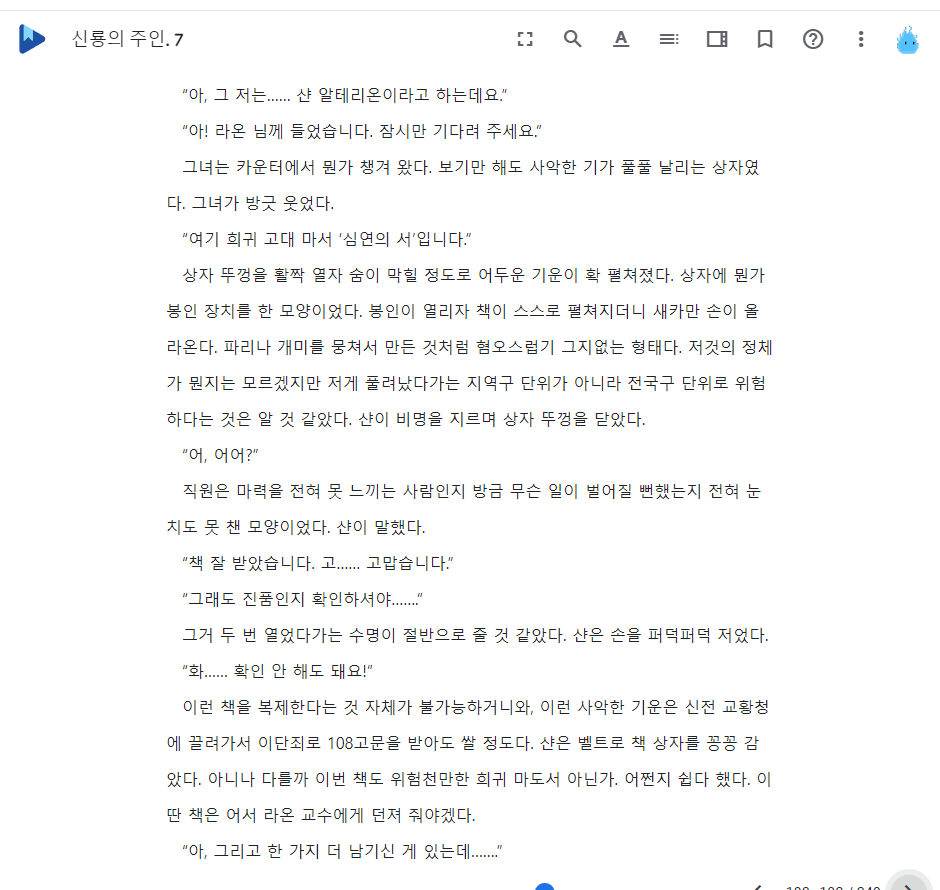 신룡의 주인. 7
“아, 그 저는…… 샨 알테리온이라고 하는데요.”
“아! 라온 님께 들었습니다. 잠시만 기다려 주세요.”
그녀는 카운터에서 뭔가 챙겨 왔다. 보기만 해도 사악한 기가 풀풀 날리는 상자였
다. 그녀가 방긋 웃었다.
“여기 희귀 고대 마서 ‘심연의 서’입니다.”
상자 뚜껑을 활짝 열자 숨이 막힐 정도로 어두운 기운이 확 펼쳐졌다. 상자에 뭔가
봉인 장치를 한 모양이었다. 봉인이 열리자 책이 스스로 펼쳐지더니 새카만 손이 올
라온다. 파리나 개미를 뭉쳐서 만든 것처럼 혐오스럽기 그지없는 형태다. 저것의 정체
가 뭔지는 모르겠지만 저게 풀려났다가는 지역구 단위가 아니라 전국구 단위로 위험
하다는 것은 알 것 같았다. 샨이 비명을 지르며 상자 뚜껑을 닫았다.
“어, 어어?”
직원은 마력을 전혀 못 느끼는 사람인지 방금 무슨 일이 벌어질 뻔했는지 전혀 눈
치도 못 챈 모양이었다. 샨이 말했다.
“책 잘 받았습니다. 고…… 고맙습니다.”
“그래도 진품인지 확인하셔야…….”
그거 두 번 열었다가는 수명이 절반으로 줄 것 같았다. 샨은 손을 퍼덕퍼덕 저었다.
“화…… 확인 안 해도 돼요!”
이런 책을 복제한다는 것 자체가 불가능하거니와, 이런 사악한 기운은 신전 교황청
에 끌려가서 이단죄로 108고문을 받아도 쌀 정도다. 샨은 벨트로 책 상자를 꽁꽁 감
았다. 아니나 다를까 이번 책도 위험천만한 희귀 마도서 아닌가. 어쩐지 쉽다 했다. 이
딴 책은 어서 라온 교수에게 던져 줘야겠다.
“아, 그리고 한 가지 더 남기신 게 있는데…….”